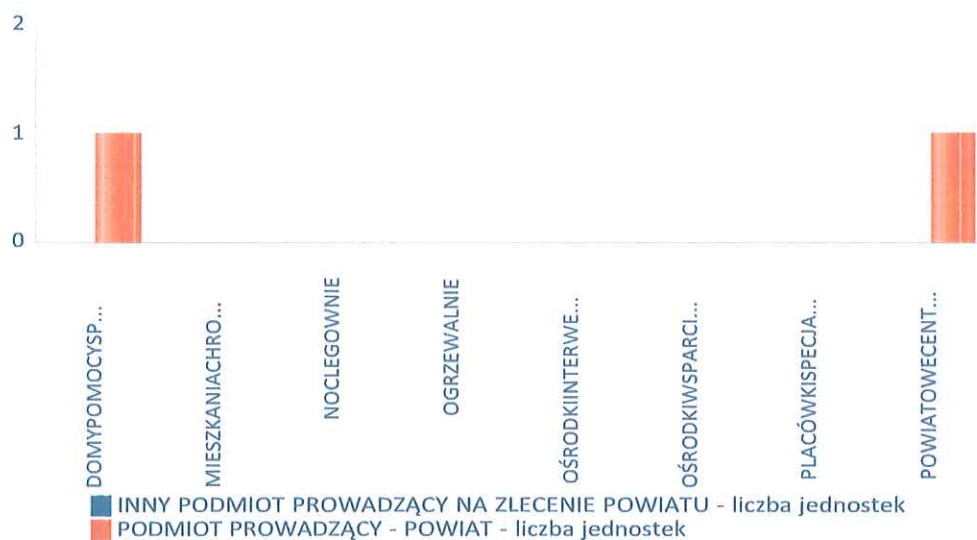 2
1
0
DOMYPOMOCYSP...
MIESZKANIACHRO...
NOCLEGOWNIE
OGRZEWALNIE
OŚRODKIINTERWE...
OŚRODKIWSPARCI...
PLACÓWKISPECJA...
POWIATOWECENT...
INNY PODMIOT PROWADZĄCY NA ZLECENIE POWIATU - liczba jednostek
PODMIOT PROWADZĄCY - POWIAT - liczba jednostek